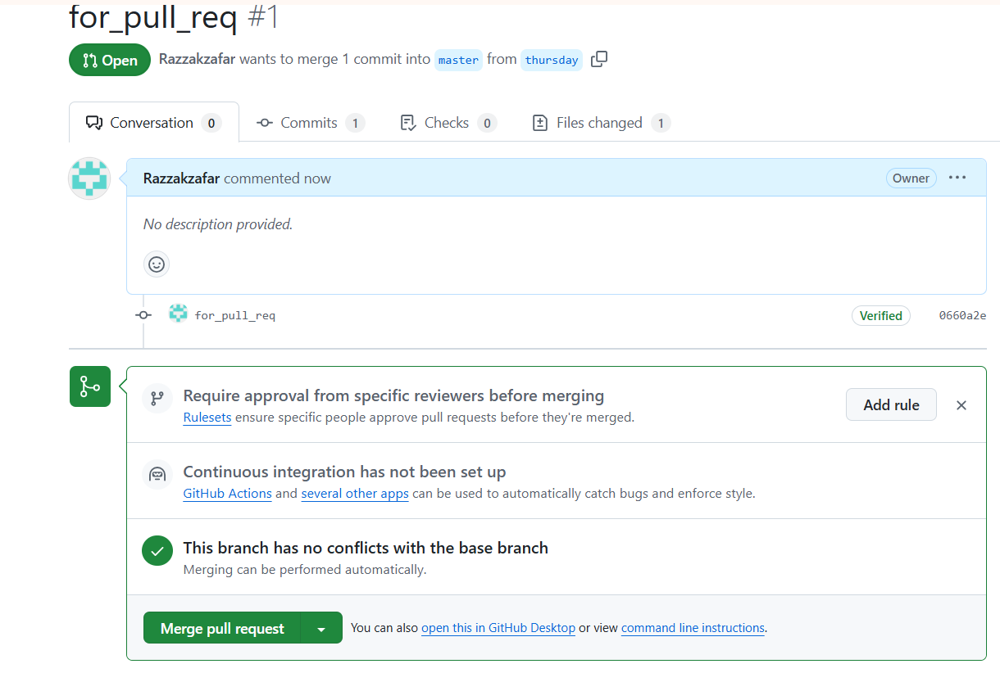 for_pull_req #1
Open Razzakzafar wants to merge 1 commit into master from thursday
Conversation 0 Commits 1 Checks 0 Files changed 1
Razzakzafar commented now Owner
No description provided.
for_pull_req Verified 0660a2e
Require approval from specific reviewers before merging
Rulesets ensure specific people approve pull requests before they're merged.
Add rule
Continuous integration has not been set up
GitHub Actions and several other apps can be used to automatically catch bugs and enforce style.
This branch has no conflicts with the base branch
Merging can be performed automatically.
Merge pull request You can also open this in GitHub Desktop or view command line instructions.